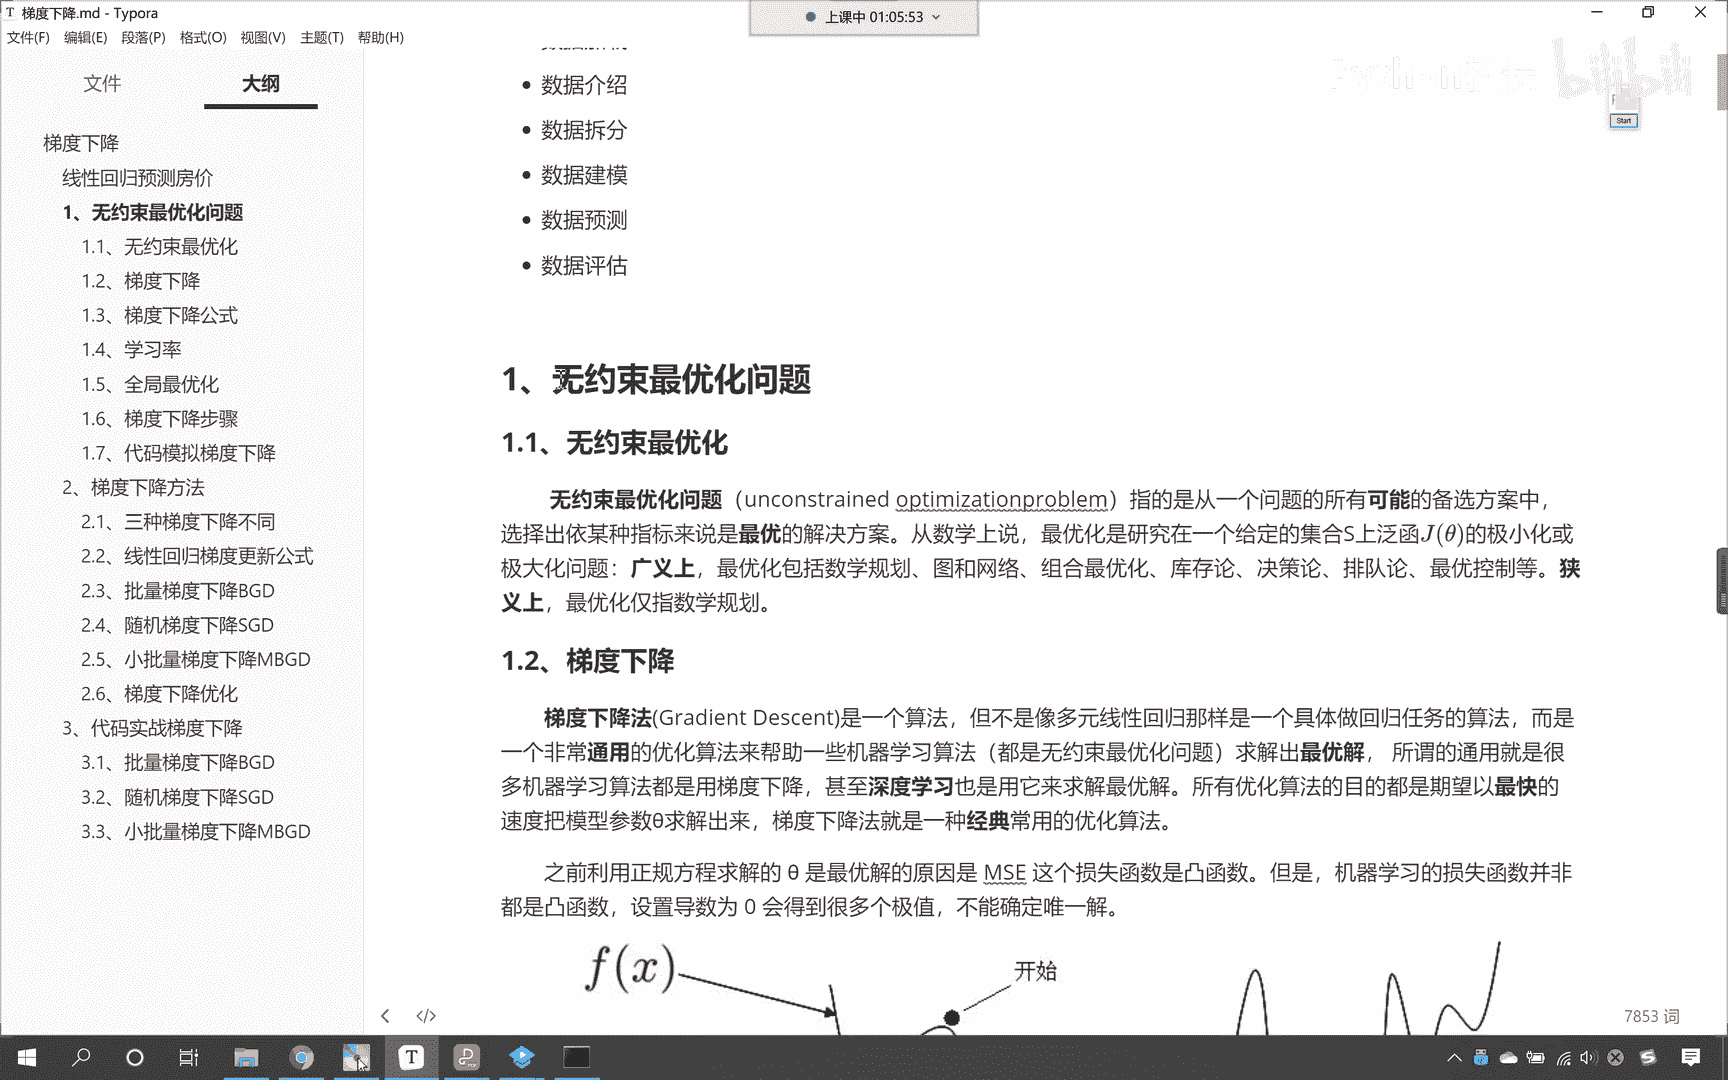 梯度下降.md - Typora
上课中 01:05:53
文件(F) 编辑(E) 段落(P) 格式(O) 视图(V) 主题(T) 帮助(H)
文件 大纲
梯度下降
线性回归预测房价
1、无约束最优化问题
1.1、无约束最优化
1.2、梯度下降
1.3、梯度下降公式
1.4、学习率
1.5、全局最优化
1.6、梯度下降步骤
1.7、代码模拟梯度下降
2、梯度下降方法
2.1、三种梯度下降不同
2.2、线性回归梯度更新公式
2.3、批量梯度下降BGD
2.4、随机梯度下降SGD
2.5、小批量梯度下降MBGD
2.6、梯度下降优化
3、代码实战梯度下降
3.1、批量梯度下降BGD
3.2、随机梯度下降SGD
3.3、小批量梯度下降MBGD
bilibili
Start
数据介绍
数据拆分
数据建模
数据预测
数据评估
1、无约束最优化问题
1.1、无约束最优化
无约束最优化问题（unconstrained optimizationproblem）指的是从一个问题的所有可能的备选方案中，
选择出依某种指标来说是最优的解决方案。从数学上说，最优化是研究在一个给定的集合S上泛函J(θ)的极小化或
极大化问题：广义上，最优化包括数学规划、图和网络、组合最优化、库存论、决策论、排队论、最优控制等。狭
义上，最优化仅指数学规划。
1.2、梯度下降
梯度下降法(Gradient Descent)是一个算法，但不是像多元线性回归那样是一个具体做回归任务的算法，而是
一个非常通用的优化算法来帮助一些机器学习算法（都是无约束最优化问题）求解出最优解， 所谓的通用就是很
多机器学习算法都是用梯度下降，甚至深度学习也是用它来求解最优解。所有优化算法的目的都是期望以最快的
速度把模型参数θ求解出来，梯度下降法就是一种经典常用的优化算法。
之前利用正规方程求解的 θ 是最优解的原因是 MSE 这个损失函数是凸函数。但是，机器学习的损失函数并非
都是凸函数，设置导数为 0 会得到很多个极值，不能确定唯一解。
f(x)
开始
7853 词